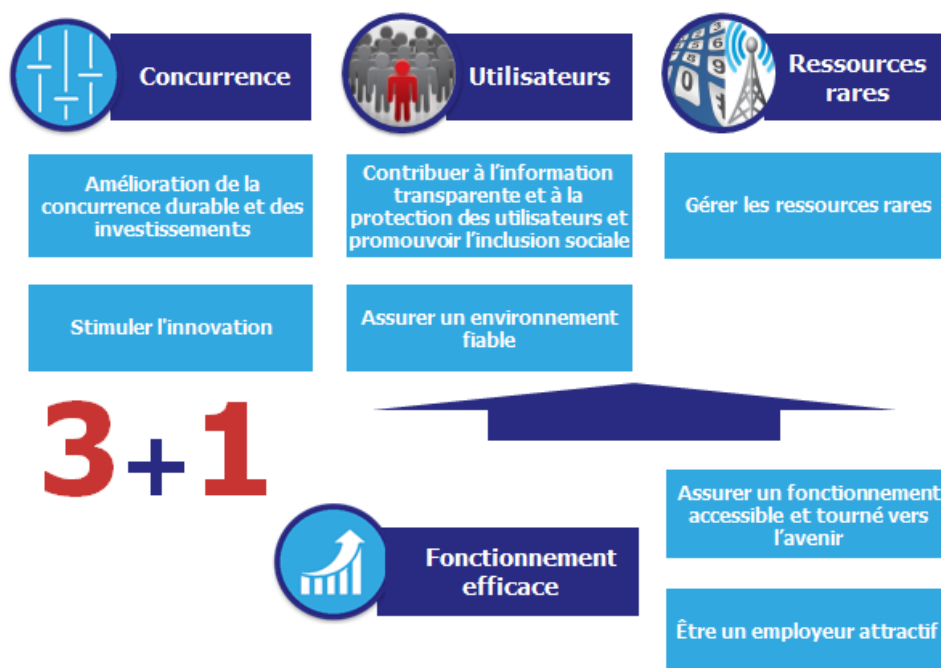 Concurrence
Utilisateurs
Ressources
rares
Amélioration de la
concurrence durable et des
investissements
Contribuer à l'information
transparente et à la
protection des utilisateurs et
promouvoir l'inclusion sociale
Gérer les ressources rares
Stimuler l'innovation
Assurer un environnement
fiable
3+1
Fonctionnement
efficace
Assurer un fonctionnement
accessible et tourné vers
l'avenir
Être un employeur attractif